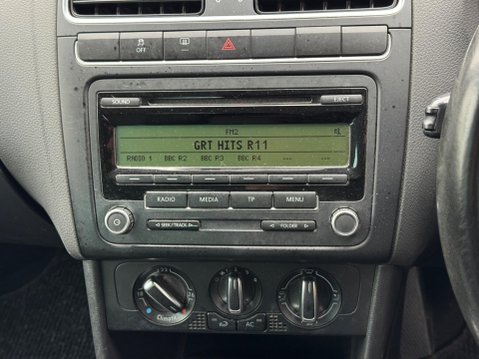 OFF
SOUND
EJECT
FM2
GRT HITS R11
RADIO 1 BBC R2 BBC R3 BBC R4 --- ---
RADIO MEDIA TP MENU
SEEK/TRACK FOLDER
Climatic
AC